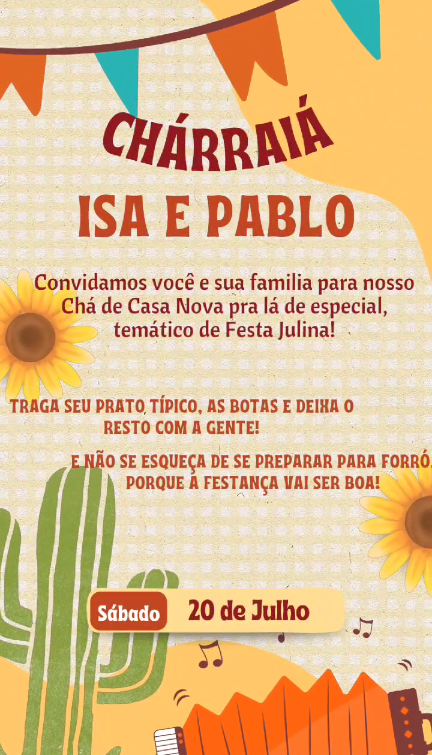 CHÁRRAIÁ
ISA E PABLO
Convidamos você e sua familia para nosso
Chá de Casa Nova pra lá de especial,
temático de Festa Julina!
TRAGA SEU PRATO TÍPICO, AS BOTAS E DEIXA O
RESTO COM A GENTE!
E NÃO SE ESQUEÇA DE SE PREPARAR PARA FORRÓ,
PORQUE A FESTANÇA VAI SER BOA!
Sábado 20 de Julho